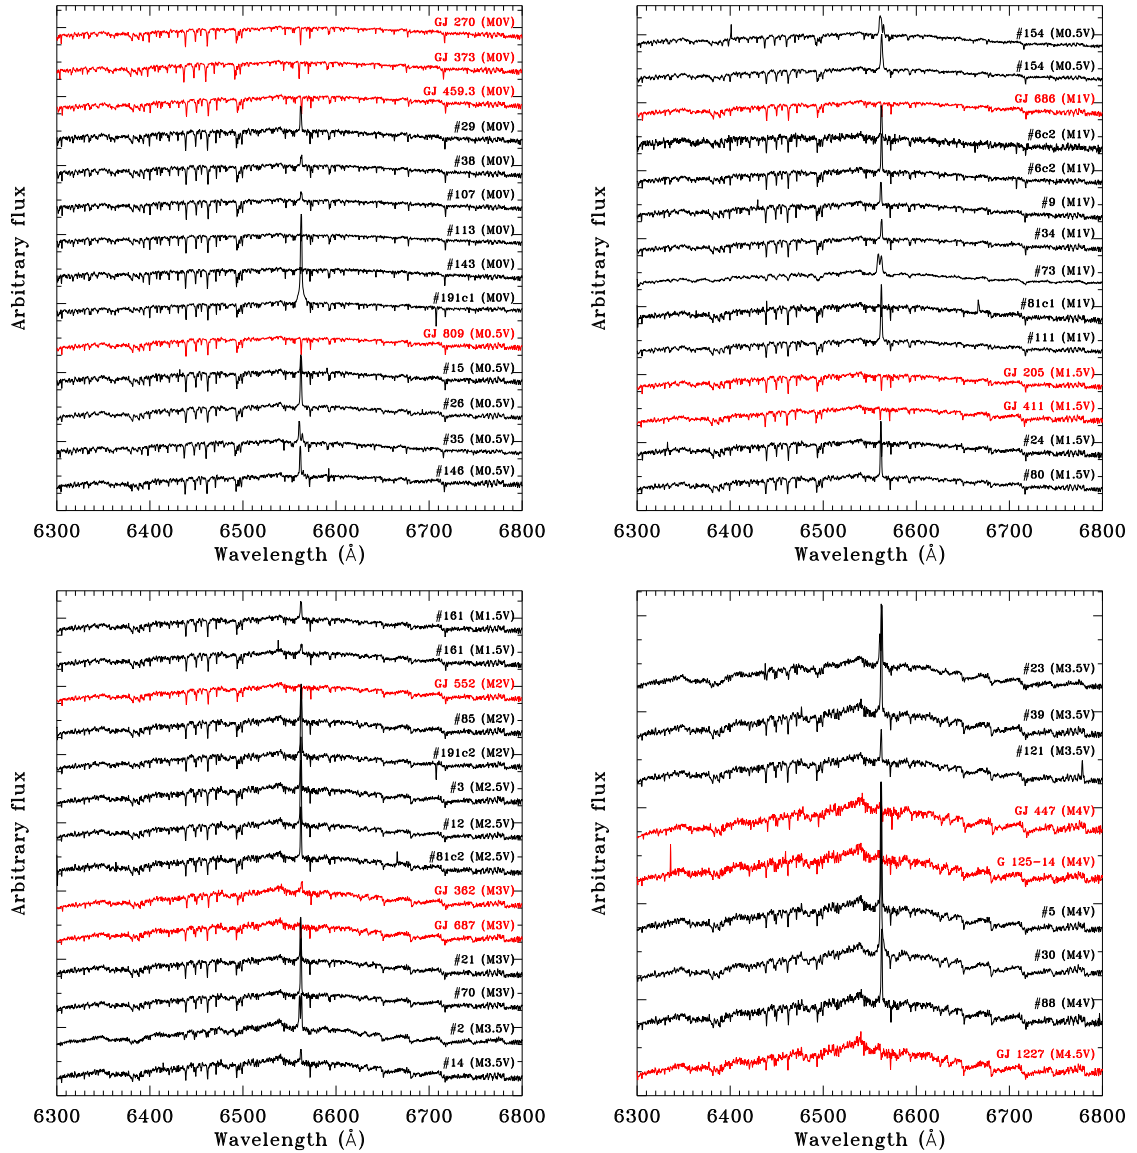 GJ 270 (M0V)
GJ 373 (M0V)
GJ 459.3 (M0V)
#29 (M0V)
#38 (M0V)
#107 (M0V)
#113 (M0V)
#143 (M0V)
#191c1 (M0V)
GJ 809 (M0.5V)
#15 (M0.5V)
#26 (M0.5V)
#35 (M0.5V)
#146 (M0.5V)
Arbitrary flux
6300 6400 6500 6600 6700 6800
Wavelength (Å)
#154 (M0.5V)
#154 (M0.5V)
GJ 686 (M1V)
#6c2 (M1V)
#6c2 (M1V)
#9 (M1V)
#34 (M1V)
#73 (M1V)
#81c1 (M1V)
#111 (M1V)
GJ 205 (M1.5V)
GJ 411 (M1.5V)
#24 (M1.5V)
#80 (M1.5V)
Arbitrary flux
6300 6400 6500 6600 6700 6800
Wavelength (Å)
#161 (M1.5V)
#161 (M1.5V)
GJ 552 (M2V)
#85 (M2V)
#191c2 (M2V)
#3 (M2.5V)
#12 (M2.5V)
#81c2 (M2.5V)
GJ 362 (M3V)
GJ 687 (M3V)
#21 (M3V)
#70 (M3V)
#2 (M3.5V)
#14 (M3.5V)
Arbitrary flux
6300 6400 6500 6600 6700 6800
Wavelength (Å)
#23 (M3.5V)
#39 (M3.5V)
#121 (M3.5V)
GJ 447 (M4V)
G 125-14 (M4V)
#5 (M4V)
#30 (M4V)
#88 (M4V)
GJ 1227 (M4.5V)
Arbitrary flux
6300 6400 6500 6600 6700 6800
Wavelength (Å)